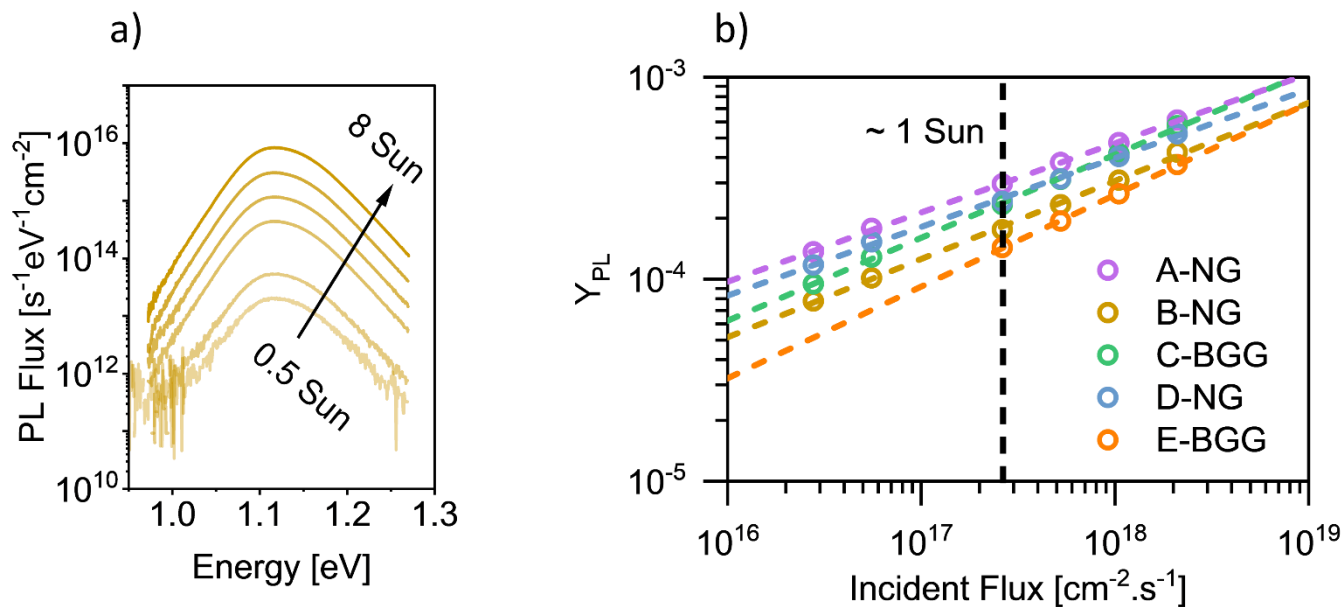 a)
PL Flux [s⁻¹eV⁻¹cm⁻²]
10¹⁶
10¹⁴
10¹²
10¹⁰
8 Sun
0.5 Sun
1.0 1.1 1.2 1.3
Energy [eV]
b)
Y_PL
10⁻³
10⁻⁴
10⁻⁵
~ 1 Sun
A-NG
B-NG
C-BGG
D-NG
E-BGG
10¹⁶ 10¹⁷ 10¹⁸ 10¹⁹
Incident Flux [cm⁻².s⁻¹]